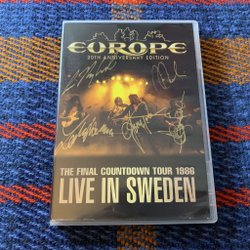 EUROPE
20TH ANNIVERSARY EDITION
THE FINAL COUNTDOWN TOUR 1986
LIVE IN SWEDEN